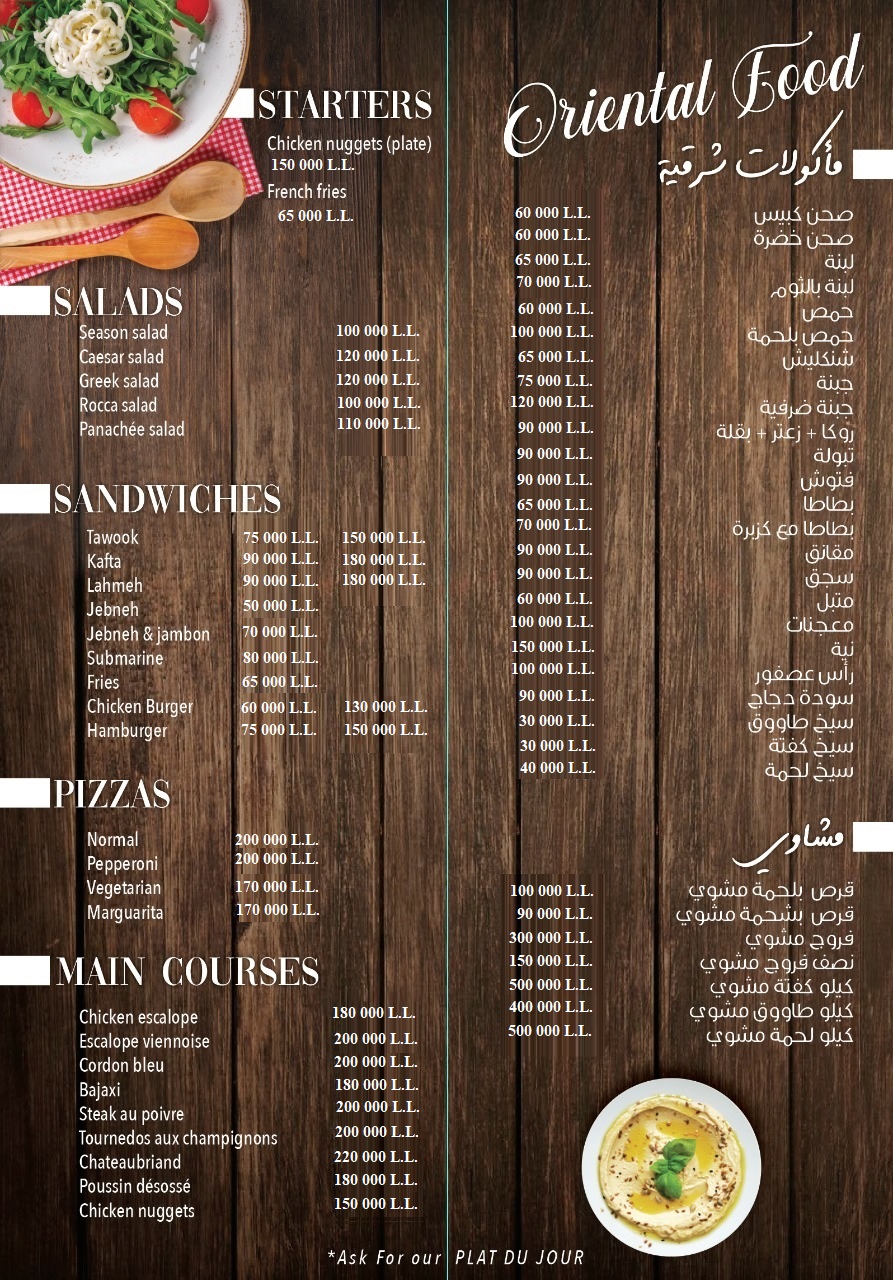 STARTERS
Chicken nuggets (plate)
150 000 L.L.
French fries
65 000 L.L.
SALADS
Season salad 100 000 L.L.
Caesar salad 120 000 L.L.
Greek salad 120 000 L.L.
Rocca salad 100 000 L.L.
Panachée salad 110 000 L.L.
SANDWICHES
Tawook 75 000 L.L. 150 000 L.L.
Kafta 90 000 L.L. 180 000 L.L.
Lahmeh 90 000 L.L. 180 000 L.L.
Jebneh 50 000 L.L.
Jebneh & jambon 70 000 L.L.
Submarine 80 000 L.L.
Fries 65 000 L.L.
Chicken Burger 60 000 L.L. 130 000 L.L.
Hamburger 75 000 L.L. 150 000 L.L.
PIZZAS
Normal 200 000 L.L.
Pepperoni 200 000 L.L.
Vegetarian 170 000 L.L.
Marguarita 170 000 L.L.
MAIN COURSES
Chicken escalope 180 000 L.L.
Escalope viennoise 200 000 L.L.
Cordon bleu 200 000 L.L.
Bajaxi 180 000 L.L.
Steak au poivre 200 000 L.L.
Tournedos aux champignons 200 000 L.L.
Chateaubriand 220 000 L.L.
Poussin désossé 180 000 L.L.
Chicken nuggets 150 000 L.L.
Oriental Food
مأكولات شرقية
صحن كبيس 60 000 L.L.
صحن خضرة 60 000 L.L.
لبنة 65 000 L.L.
لبنة بالثوم 70 000 L.L.
حمص 60 000 L.L.
حمص بلحمة 100 000 L.L.
شنكليش 65 000 L.L.
جبنة 75 000 L.L.
جبنة ضرفية 120 000 L.L.
روكا + زعتر + بقلة 90 000 L.L.
تبولة 90 000 L.L.
فتوش 90 000 L.L.
بطاطا 65 000 L.L.
بطاطا مع كزبرة 70 000 L.L.
مقانق 90 000 L.L.
سجق 90 000 L.L.
متبل 60 000 L.L.
معجنات 100 000 L.L.
نية 150 000 L.L.
رأس عصفور 100 000 L.L.
سودة دجاج 90 000 L.L.
سيخ طاووق 30 000 L.L.
سيخ كفتة 30 000 L.L.
سيخ لحمة 40 000 L.L.
مشاوي
قرص بلحمة مشوي 100 000 L.L.
قرص بشحمة مشوي 90 000 L.L.
فروج مشوي 300 000 L.L.
نصف فروج مشوي 150 000 L.L.
كيلو كفتة مشوي 500 000 L.L.
كيلو طاووق مشوي 400 000 L.L.
كيلو لحمة مشوي 500 000 L.L.
*Ask For our PLAT DU JOUR